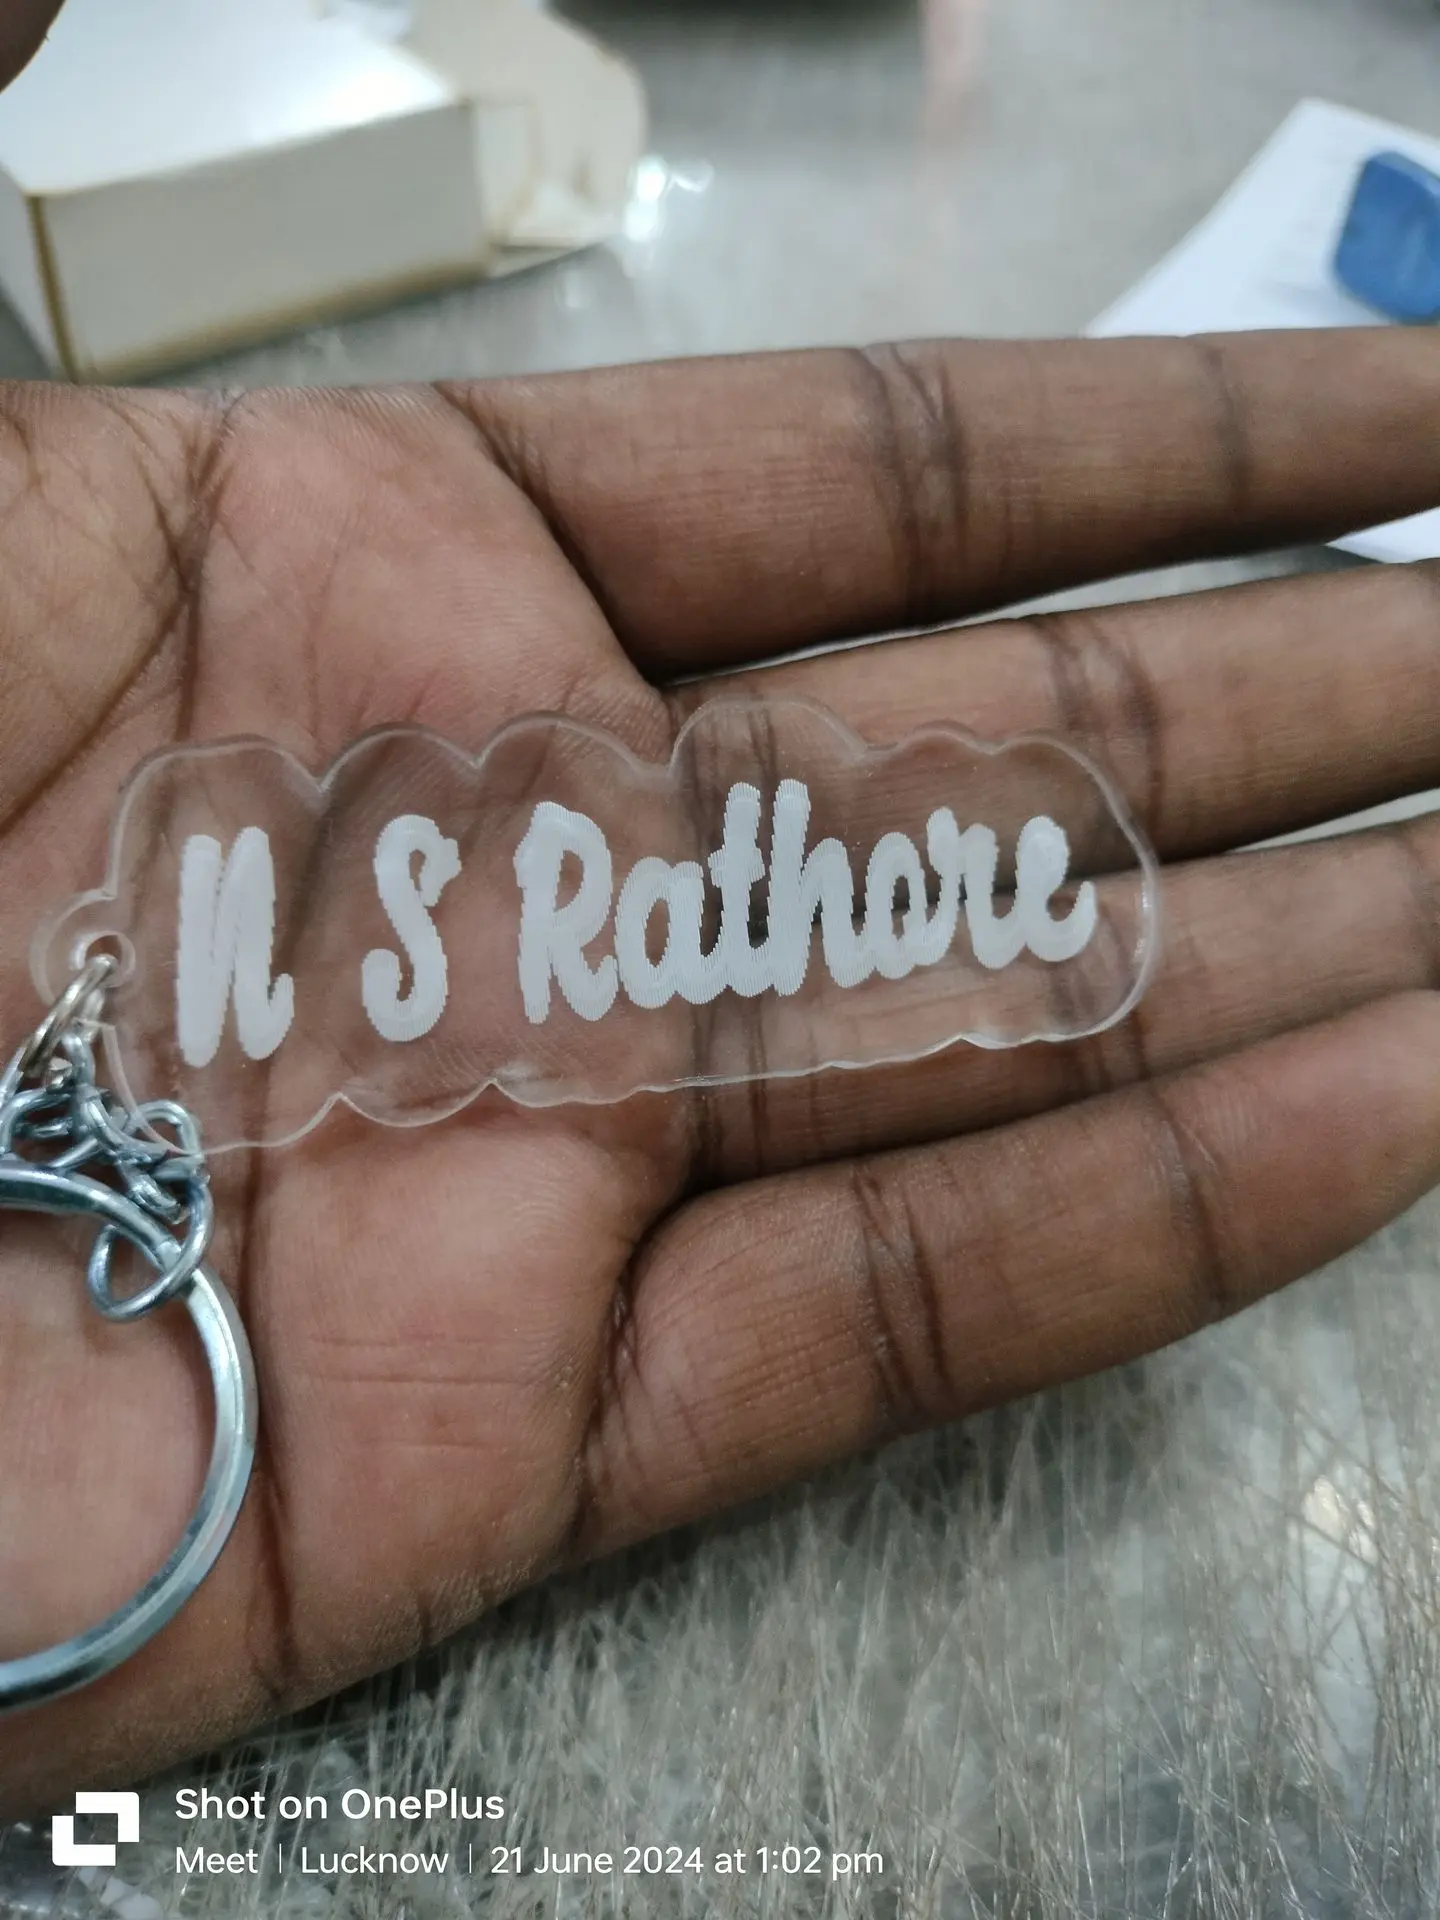 N S Rathore
Shot on OnePlus
Meet | Lucknow | 21 June 2024 at 1:02 pm